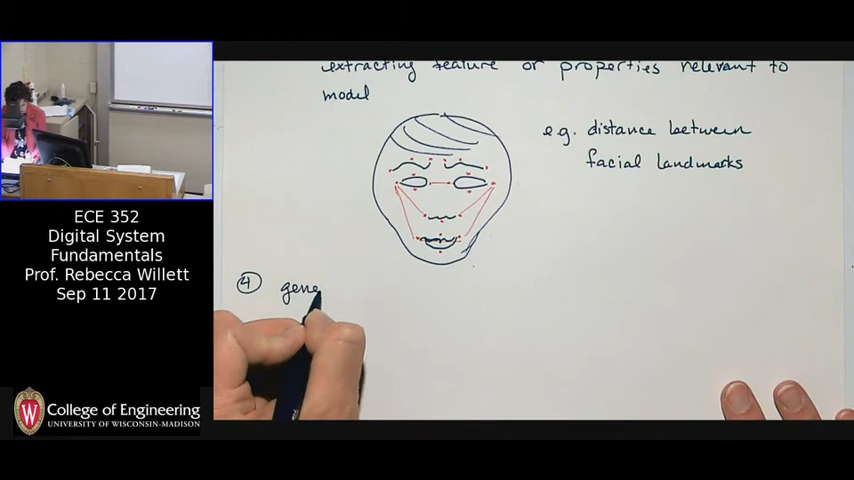 extracting feature or properties relevant to
model
e.g. distance between
facial landmarks
④ gene
ECE 352
Digital System
Fundamentals
Prof. Rebecca Willett
Sep 11 2017
W
College of Engineering
UNIVERSITY OF WISCONSIN-MADISON